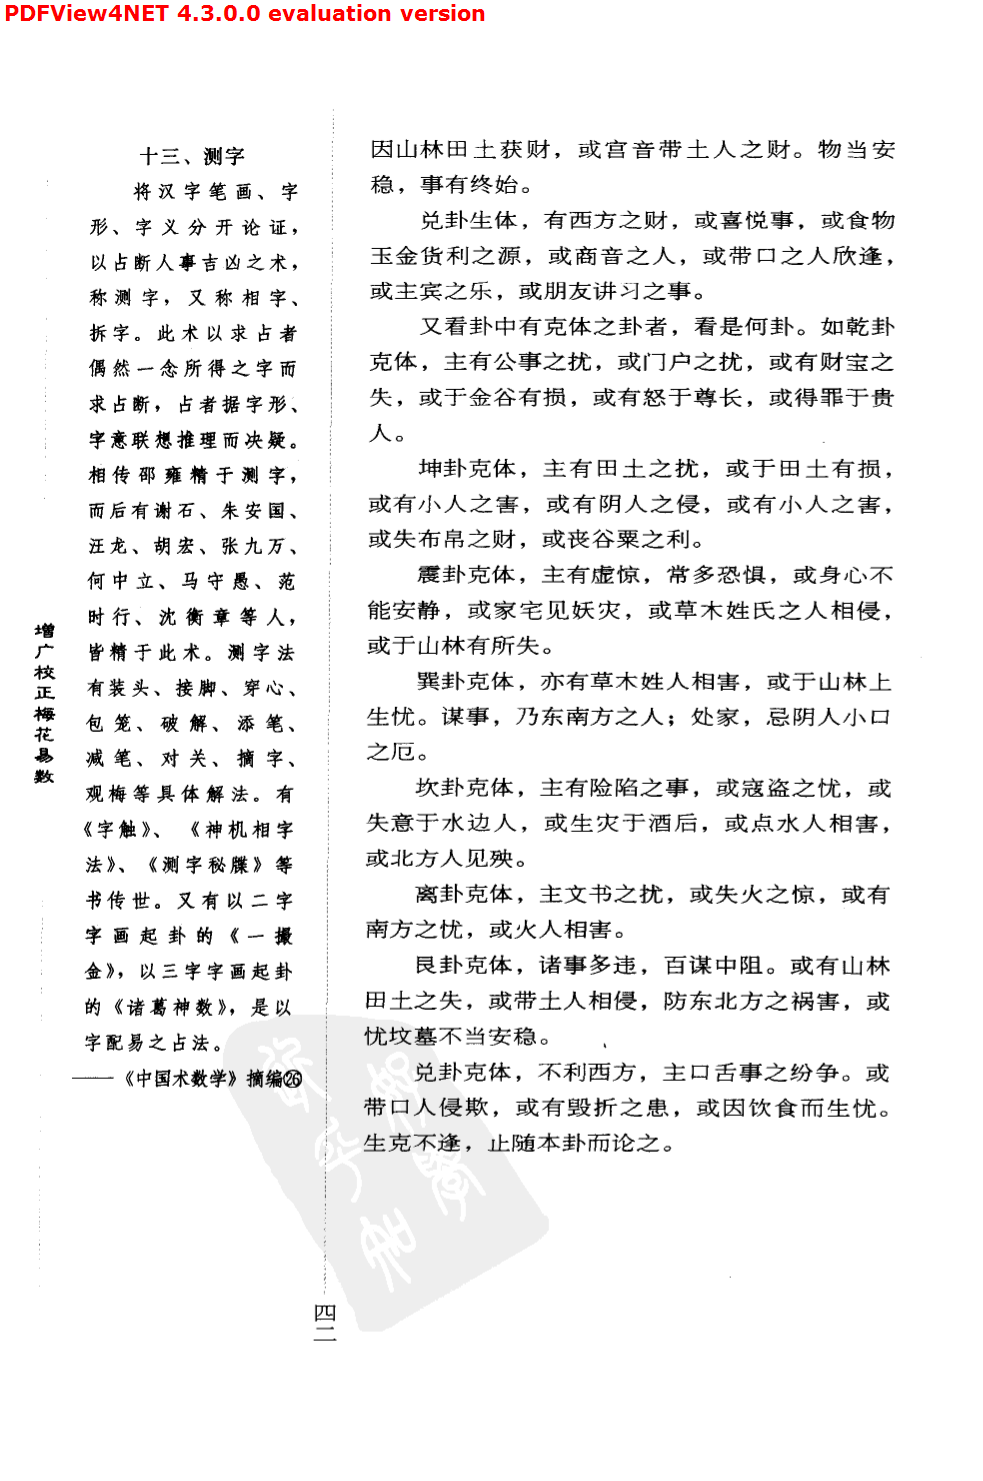 PDFView4NET 4.3.0.0 evaluation version
十三、测字
将汉字笔画、字
形、字义分开论证，
以占断人事吉凶之术，
称测字，又称相字、
拆字。此术以求占者
偶然一念所得之字而
求占断，占者据字形、
字意联想推理而决疑。
相传邵雍精于测字，
而后有谢石、朱安国、
汪龙、胡宏、张九万、
何中立、马守愚、范
时行、沈衡章等人，
皆精于此术。测字法
有装头、接脚、穿心、
包笼、破解、添笔、
减笔、对关、摘字、
观梅等具体解法。有
《字触》、《神机相字
法》、《测字秘牒》等
书传世。又有以二字
字画起卦的《一撮
金》，以三字字画起卦
的《诸葛神数》，是以
字配易之占法。
——《中国术数学》摘编㉖
增广校正梅花易数
因山林田土获财，或宫音带土人之财。物当安
稳，事有终始。
兑卦生体，有西方之财，或喜悦事，或食物
玉金货利之源，或商音之人，或带口之人欣逢，
或主宾之乐，或朋友讲习之事。
又看卦中有克体之卦者，看是何卦。如乾卦
克体，主有公事之扰，或门户之扰，或有财宝之
失，或于金谷有损，或有怒于尊长，或得罪于贵
人。
坤卦克体，主有田土之扰，或于田土有损，
或有小人之害，或有阴人之侵，或有小人之害，
或失布帛之财，或丧谷粟之利。
震卦克体，主有虚惊，常多恐惧，或身心不
能安静，或家宅见妖灾，或草木姓氏之人相侵，
或于山林有所失。
巽卦克体，亦有草木姓人相害，或于山林上
生忧。谋事，乃东南方之人；处家，忌阴人小口
之厄。
坎卦克体，主有险陷之事，或寇盗之忧，或
失意于水边人，或生灾于酒后，或点水人相害，
或北方人见殃。
离卦克体，主文书之扰，或失火之惊，或有
南方之忧，或火人相害。
艮卦克体，诸事多违，百谋中阻。或有山林
田土之失，或带土人相侵，防东北方之祸害，或
忧坟墓不当安稳。
兑卦克体，不利西方，主口舌事之纷争。或
带口人侵欺，或有毁折之患，或因饮食而生忧。
生克不逢，止随本卦而论之。
四二